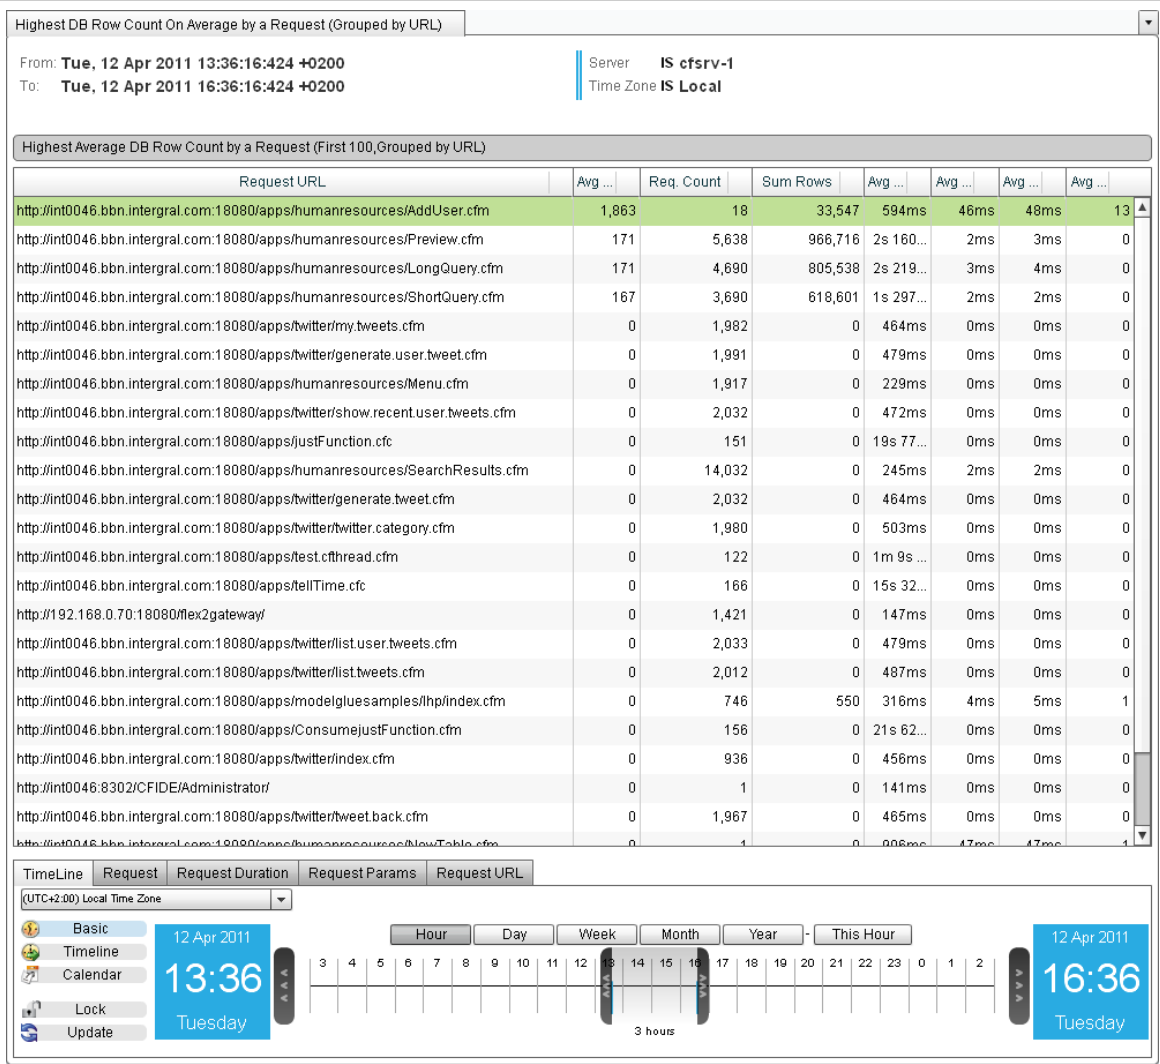 Highest DB Row Count On Average by a Request (Grouped by URL)
From: Tue, 12 Apr 2011 13:36:16:424 +0200
To: Tue, 12 Apr 2011 16:36:16:424 +0200
Server IS cfsrv-1
Time Zone IS Local
Highest Average DB Row Count by a Request (First 100,Grouped by URL)
Request URL Avg ... Req. Count Sum Rows Avg ... Avg ... Avg ... Avg ...
http://int0046.bbn.intergral.com:18080/apps/humanresources/AddUser.cfm 1,863 18 33,547 594ms 46ms 48ms 13
http://int0046.bbn.intergral.com:18080/apps/humanresources/Preview.cfm 171 5,638 966,716 2s 160... 2ms 3ms 0
http://int0046.bbn.intergral.com:18080/apps/humanresources/LongQuery.cfm 171 4,690 805,538 2s 219... 3ms 4ms 0
http://int0046.bbn.intergral.com:18080/apps/humanresources/ShortQuery.cfm 167 3,690 618,601 1s 297... 2ms 2ms 0
http://int0046.bbn.intergral.com:18080/apps/twitter/my.tweets.cfm 0 1,982 0 464ms 0ms 0ms 0
http://int0046.bbn.intergral.com:18080/apps/twitter/generate.user.tweet.cfm 0 1,991 0 479ms 0ms 0ms 0
http://int0046.bbn.intergral.com:18080/apps/humanresources/Menu.cfm 0 1,917 0 229ms 0ms 0ms 0
http://int0046.bbn.intergral.com:18080/apps/twitter/show.recent.user.tweets.cfm 0 2,032 0 472ms 0ms 0ms 0
http://int0046.bbn.intergral.com:18080/apps/justFunction.cfc 0 151 0 19s 77... 0ms 0ms 0
http://int0046.bbn.intergral.com:18080/apps/humanresources/SearchResults.cfm 0 14,032 0 245ms 2ms 2ms 0
http://int0046.bbn.intergral.com:18080/apps/twitter/generate.tweet.cfm 0 2,032 0 464ms 0ms 0ms 0
http://int0046.bbn.intergral.com:18080/apps/twitter/twitter.category.cfm 0 1,980 0 503ms 0ms 0ms 0
http://int0046.bbn.intergral.com:18080/apps/test.cfthread.cfm 0 122 0 1m 9s ... 0ms 0ms 0
http://int0046.bbn.intergral.com:18080/apps/tellTime.cfc 0 166 0 15s 32... 0ms 0ms 0
http://192.168.0.70:18080/flex2gateway/ 0 1,421 0 147ms 0ms 0ms 0
http://int0046.bbn.intergral.com:18080/apps/twitter/list.user.tweets.cfm 0 2,033 0 479ms 0ms 0ms 0
http://int0046.bbn.intergral.com:18080/apps/twitter/list.tweets.cfm 0 2,012 0 487ms 0ms 0ms 0
http://int0046.bbn.intergral.com:18080/apps/modelgluesamples/lhp/index.cfm 0 746 550 316ms 4ms 5ms 1
http://int0046.bbn.intergral.com:18080/apps/ConsumejustFunction.cfm 0 156 0 21s 62... 0ms 0ms 0
http://int0046.bbn.intergral.com:18080/apps/twitter/index.cfm 0 936 0 456ms 0ms 0ms 0
http://int0046:8302/CFIDE/Administrator/ 0 1 0 141ms 0ms 0ms 0
http://int0046.bbn.intergral.com:18080/apps/twitter/tweet.back.cfm 0 1,967 0 465ms 0ms 0ms 0
http://int0046.bbn.intergral.com:18080/apps/humanresources/NewTable.cfm 0 1 0 906ms 47ms 47ms 1
TimeLine Request Request Duration Request Params Request URL
(UTC+2:00) Local Time Zone
Basic
Timeline
Calendar
Lock
Update
12 Apr 2011
13:36
Tuesday
Hour Day Week Month Year - This Hour
3 4 5 6 7 8 9 10 11 12 13 14 15 16 17 18 19 20 21 22 23 0 1 2
3 hours
12 Apr 2011
16:36
Tuesday